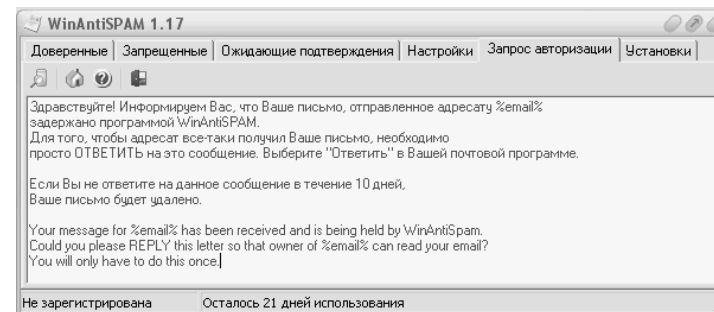 WinAntiSPAM 1.17
Доверенные Запрещенные Ожидающие подтверждения Настройки Запрос авторизации Установки
Здравствуйте! Информируем Вас, что Ваше письмо, отправленное адресату %email%
задержано программой WinAntiSPAM.
Для того, чтобы адресат все-таки получил Ваше письмо, необходимо
просто ОТВЕТИТЬ на это сообщение. Выберите "Ответить" в Вашей почтовой программе.
Если Вы не ответите на данное сообщение в течение 10 дней,
Ваше письмо будет удалено.
Your message for %email% has been received and is being held by WinAntiSpam.
Could you please REPLY this letter so that owner of %email% can read your email?
You will only have to do this once.
Не зарегистрирована Осталось 21 дней использования